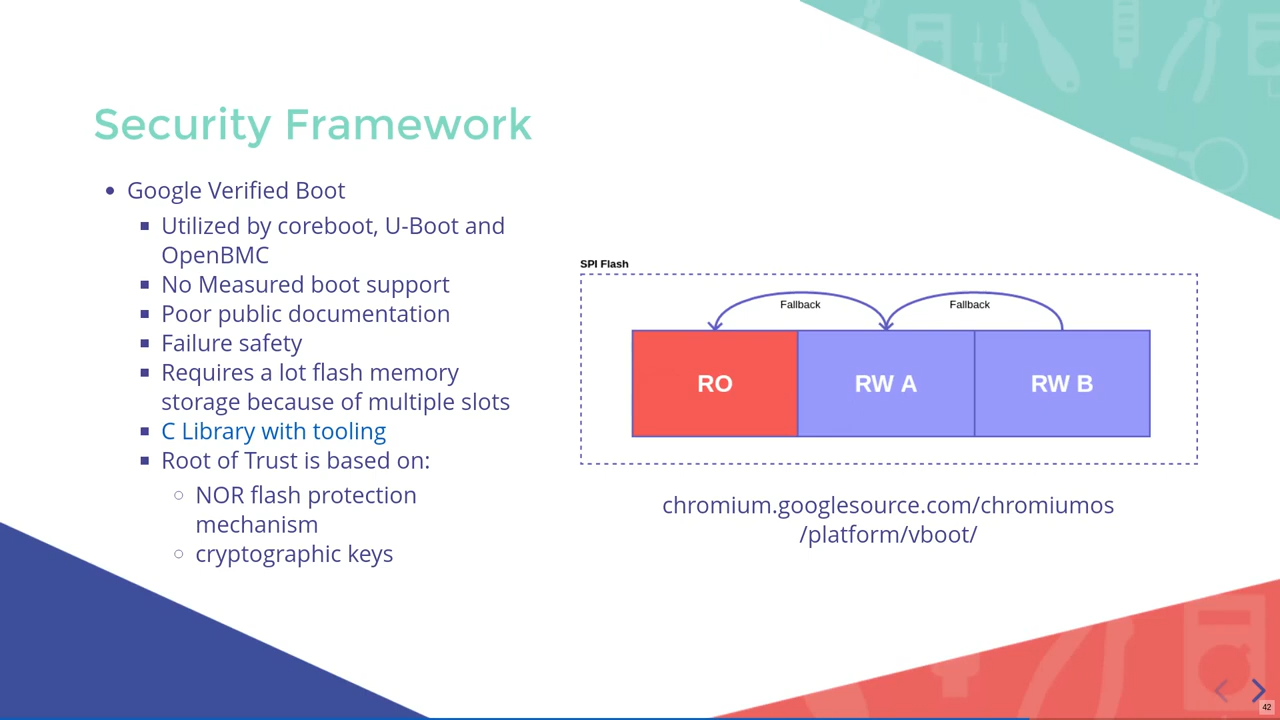 Security Framework
Google Verified Boot
Utilized by coreboot, U-Boot and
OpenBMC
No Measured boot support
Poor public documentation
Failure safety
Requires a lot flash memory
storage because of multiple slots
C Library with tooling
Root of Trust is based on:
NOR flash protection
mechanism
cryptographic keys
SPI Flash
Fallback
Fallback
RO
RW A
RW B
chromium.googlesource.com/chromiumos
/platform/vboot/
42